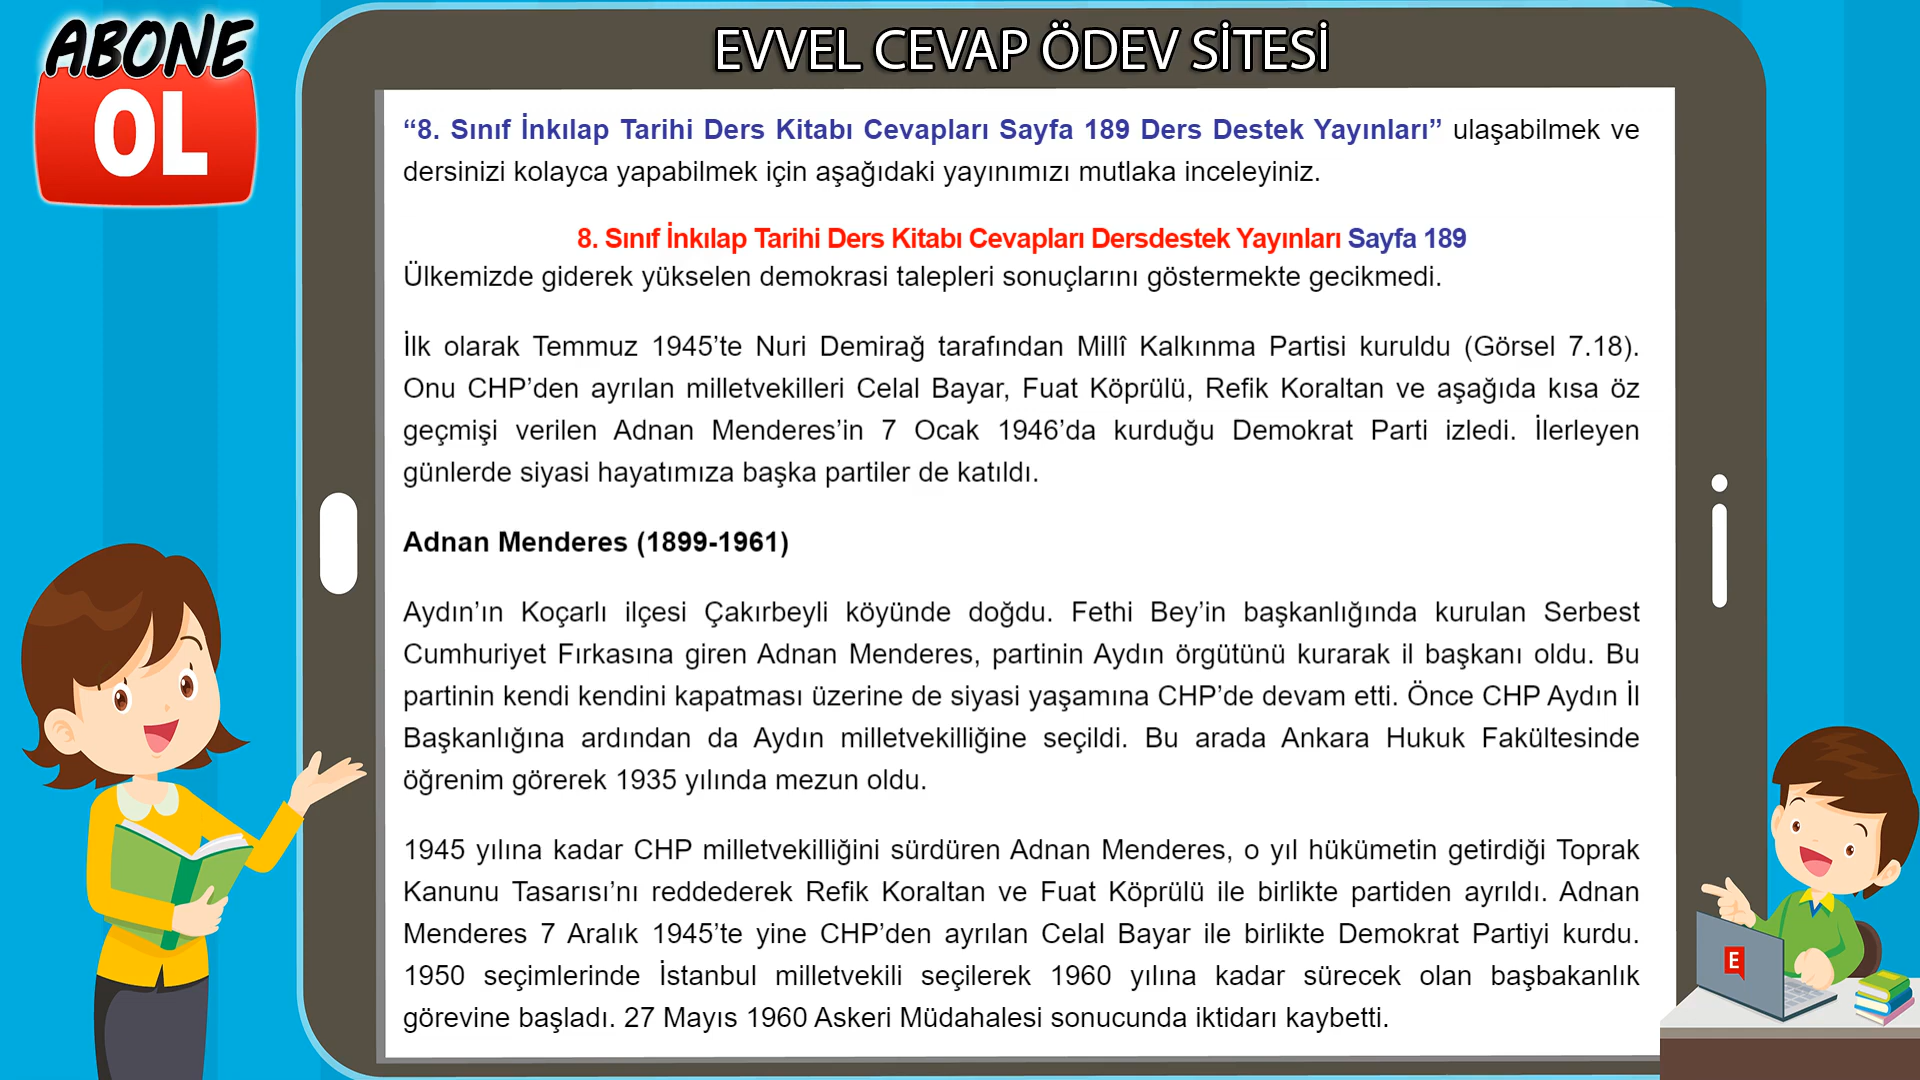 ABONE
OL
EVVEL CEVAP ÖDEV SİTESİ
“8. Sınıf İnkılap Tarihi Ders Kitabı Cevapları Sayfa 189 Ders Destek Yayınları” ulaşabilmek ve
dersinizi kolayca yapabilmek için aşağıdaki yayınımızı mutlaka inceleyiniz.
8. Sınıf İnkılap Tarihi Ders Kitabı Cevapları Dersdestek Yayınları Sayfa 189
Ülkemizde giderek yükselen demokrasi talepleri sonuçlarını göstermekte gecikmedi.
İlk olarak Temmuz 1945’te Nuri Demirağ tarafından Millî Kalkınma Partisi kuruldu (Görsel 7.18).
Onu CHP’den ayrılan milletvekilleri Celal Bayar, Fuat Köprülü, Refik Koraltan ve aşağıda kısa öz
geçmişi verilen Adnan Menderes’in 7 Ocak 1946’da kurduğu Demokrat Parti izledi. İlerleyen
günlerde siyasi hayatımıza başka partiler de katıldı.
Adnan Menderes (1899-1961)
Aydın’ın Koçarlı ilçesi Çakırbeyli köyünde doğdu. Fethi Bey’in başkanlığında kurulan Serbest
Cumhuriyet Fırkasına giren Adnan Menderes, partinin Aydın örgütünü kurarak il başkanı oldu. Bu
partinin kendi kendini kapatması üzerine de siyasi yaşamına CHP’de devam etti. Önce CHP Aydın İl
Başkanlığına ardından da Aydın milletvekilliğine seçildi. Bu arada Ankara Hukuk Fakültesinde
öğrenim görerek 1935 yılında mezun oldu.
1945 yılına kadar CHP milletvekilliğini sürdüren Adnan Menderes, o yıl hükümetin getirdiği Toprak
Kanunu Tasarısı’nı reddederek Refik Koraltan ve Fuat Köprülü ile birlikte partiden ayrıldı. Adnan
Menderes 7 Aralık 1945’te yine CHP’den ayrılan Celal Bayar ile birlikte Demokrat Partiyi kurdu.
1950 seçimlerinde İstanbul milletvekili seçilerek 1960 yılına kadar sürecek olan başbakanlık
görevine başladı. 27 Mayıs 1960 Askeri Müdahalesi sonucunda iktidarı kaybetti.
E